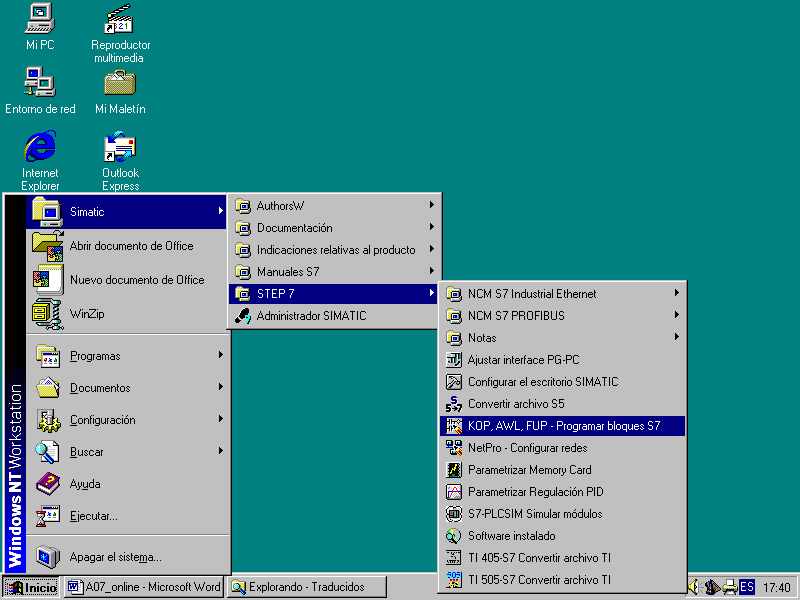 Mi PC
Reproductor
multimedia
Entorno de red
Mi Maletín
Internet
Explorer
Outlook
Express
Simatic
Abrir documento de Office
Nuevo documento de Office
WinZip
Programas
Documentos
Configuración
Buscar
Ayuda
Ejecutar...
Apagar el sistema...
Windows NT Workstation
AuthorsW
Documentación
Indicaciones relativas al producto
Manuales S7
STEP 7
Administrador SIMATIC
NCM S7 Industrial Ethernet
NCM S7 PROFIBUS
Notas
Ajustar interface PG-PC
Configurar el escritorio SIMATIC
Convertir archivo S5
KOP, AWL, FUP - Programar bloques S7
NetPro - Configurar redes
Parametrizar Memory Card
Parametrizar Regulación PID
S7-PLCSIM Simular módulos
Software instalado
TI 405-S7 Convertir archivo TI
TI 505-S7 Convertir archivo TI
Inicio
A07_online - Microsoft Word
Explorando - Traducidos
ES
17:40